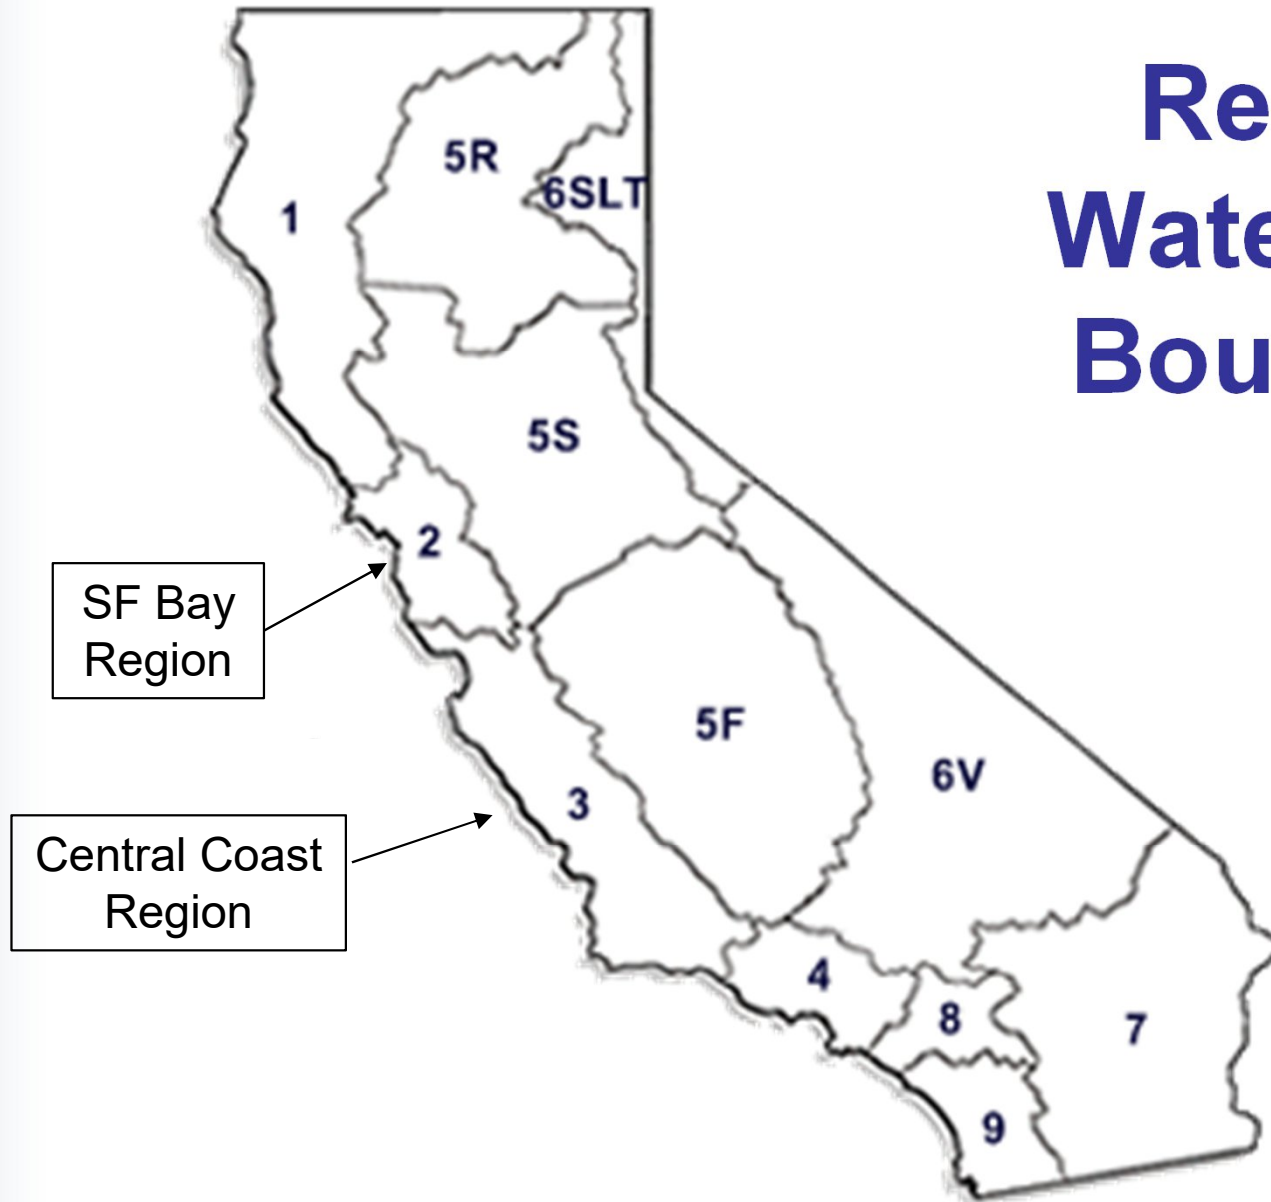 Re
Wate
Bou
1
5R
6SLT
5S
2
SF Bay
Region
5F
6V
3
Central Coast
Region
4
8
7
9